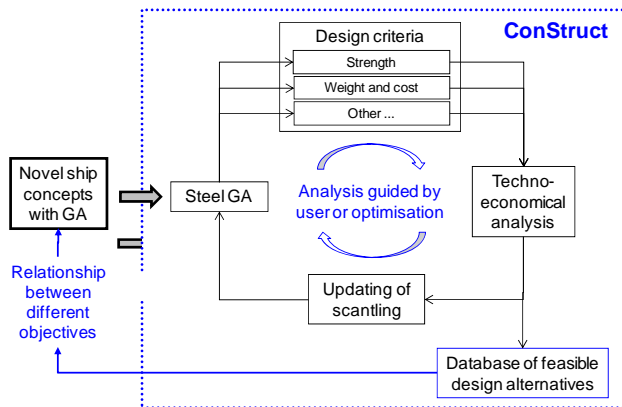 ConStruct
Design criteria
Strength
Weight and cost
Other ...
Novel ship
concepts
with GA
Steel GA
Analysis guided by
user or optimisation
Techno-
economical
analysis
Relationship
between
different
objectives
Updating of
scantling
Database of feasible
design alternatives